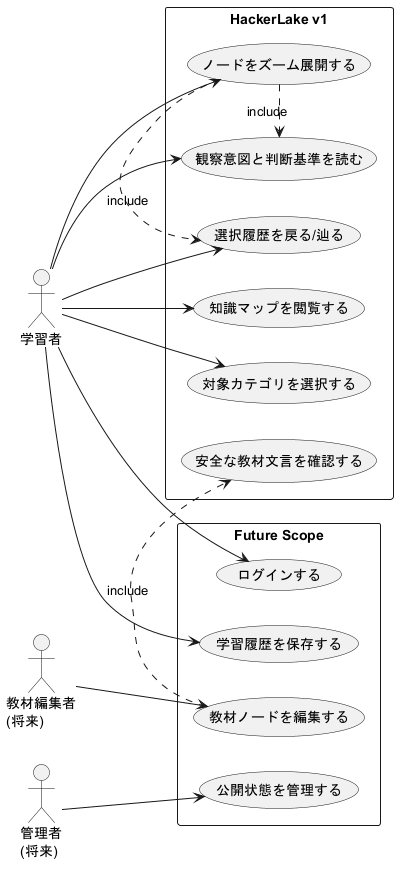 HackerLake v1
ノードをズーム展開する
include
観察意図と判断基準を読む
include
選択履歴を戻る/辿る
学習者
知識マップを閲覧する
対象カテゴリを選択する
安全な教材文言を確認する
Future Scope
ログインする
include
学習履歴を保存する
教材編集者
(将来)
教材ノードを編集する
公開状態を管理する
管理者
(将来)